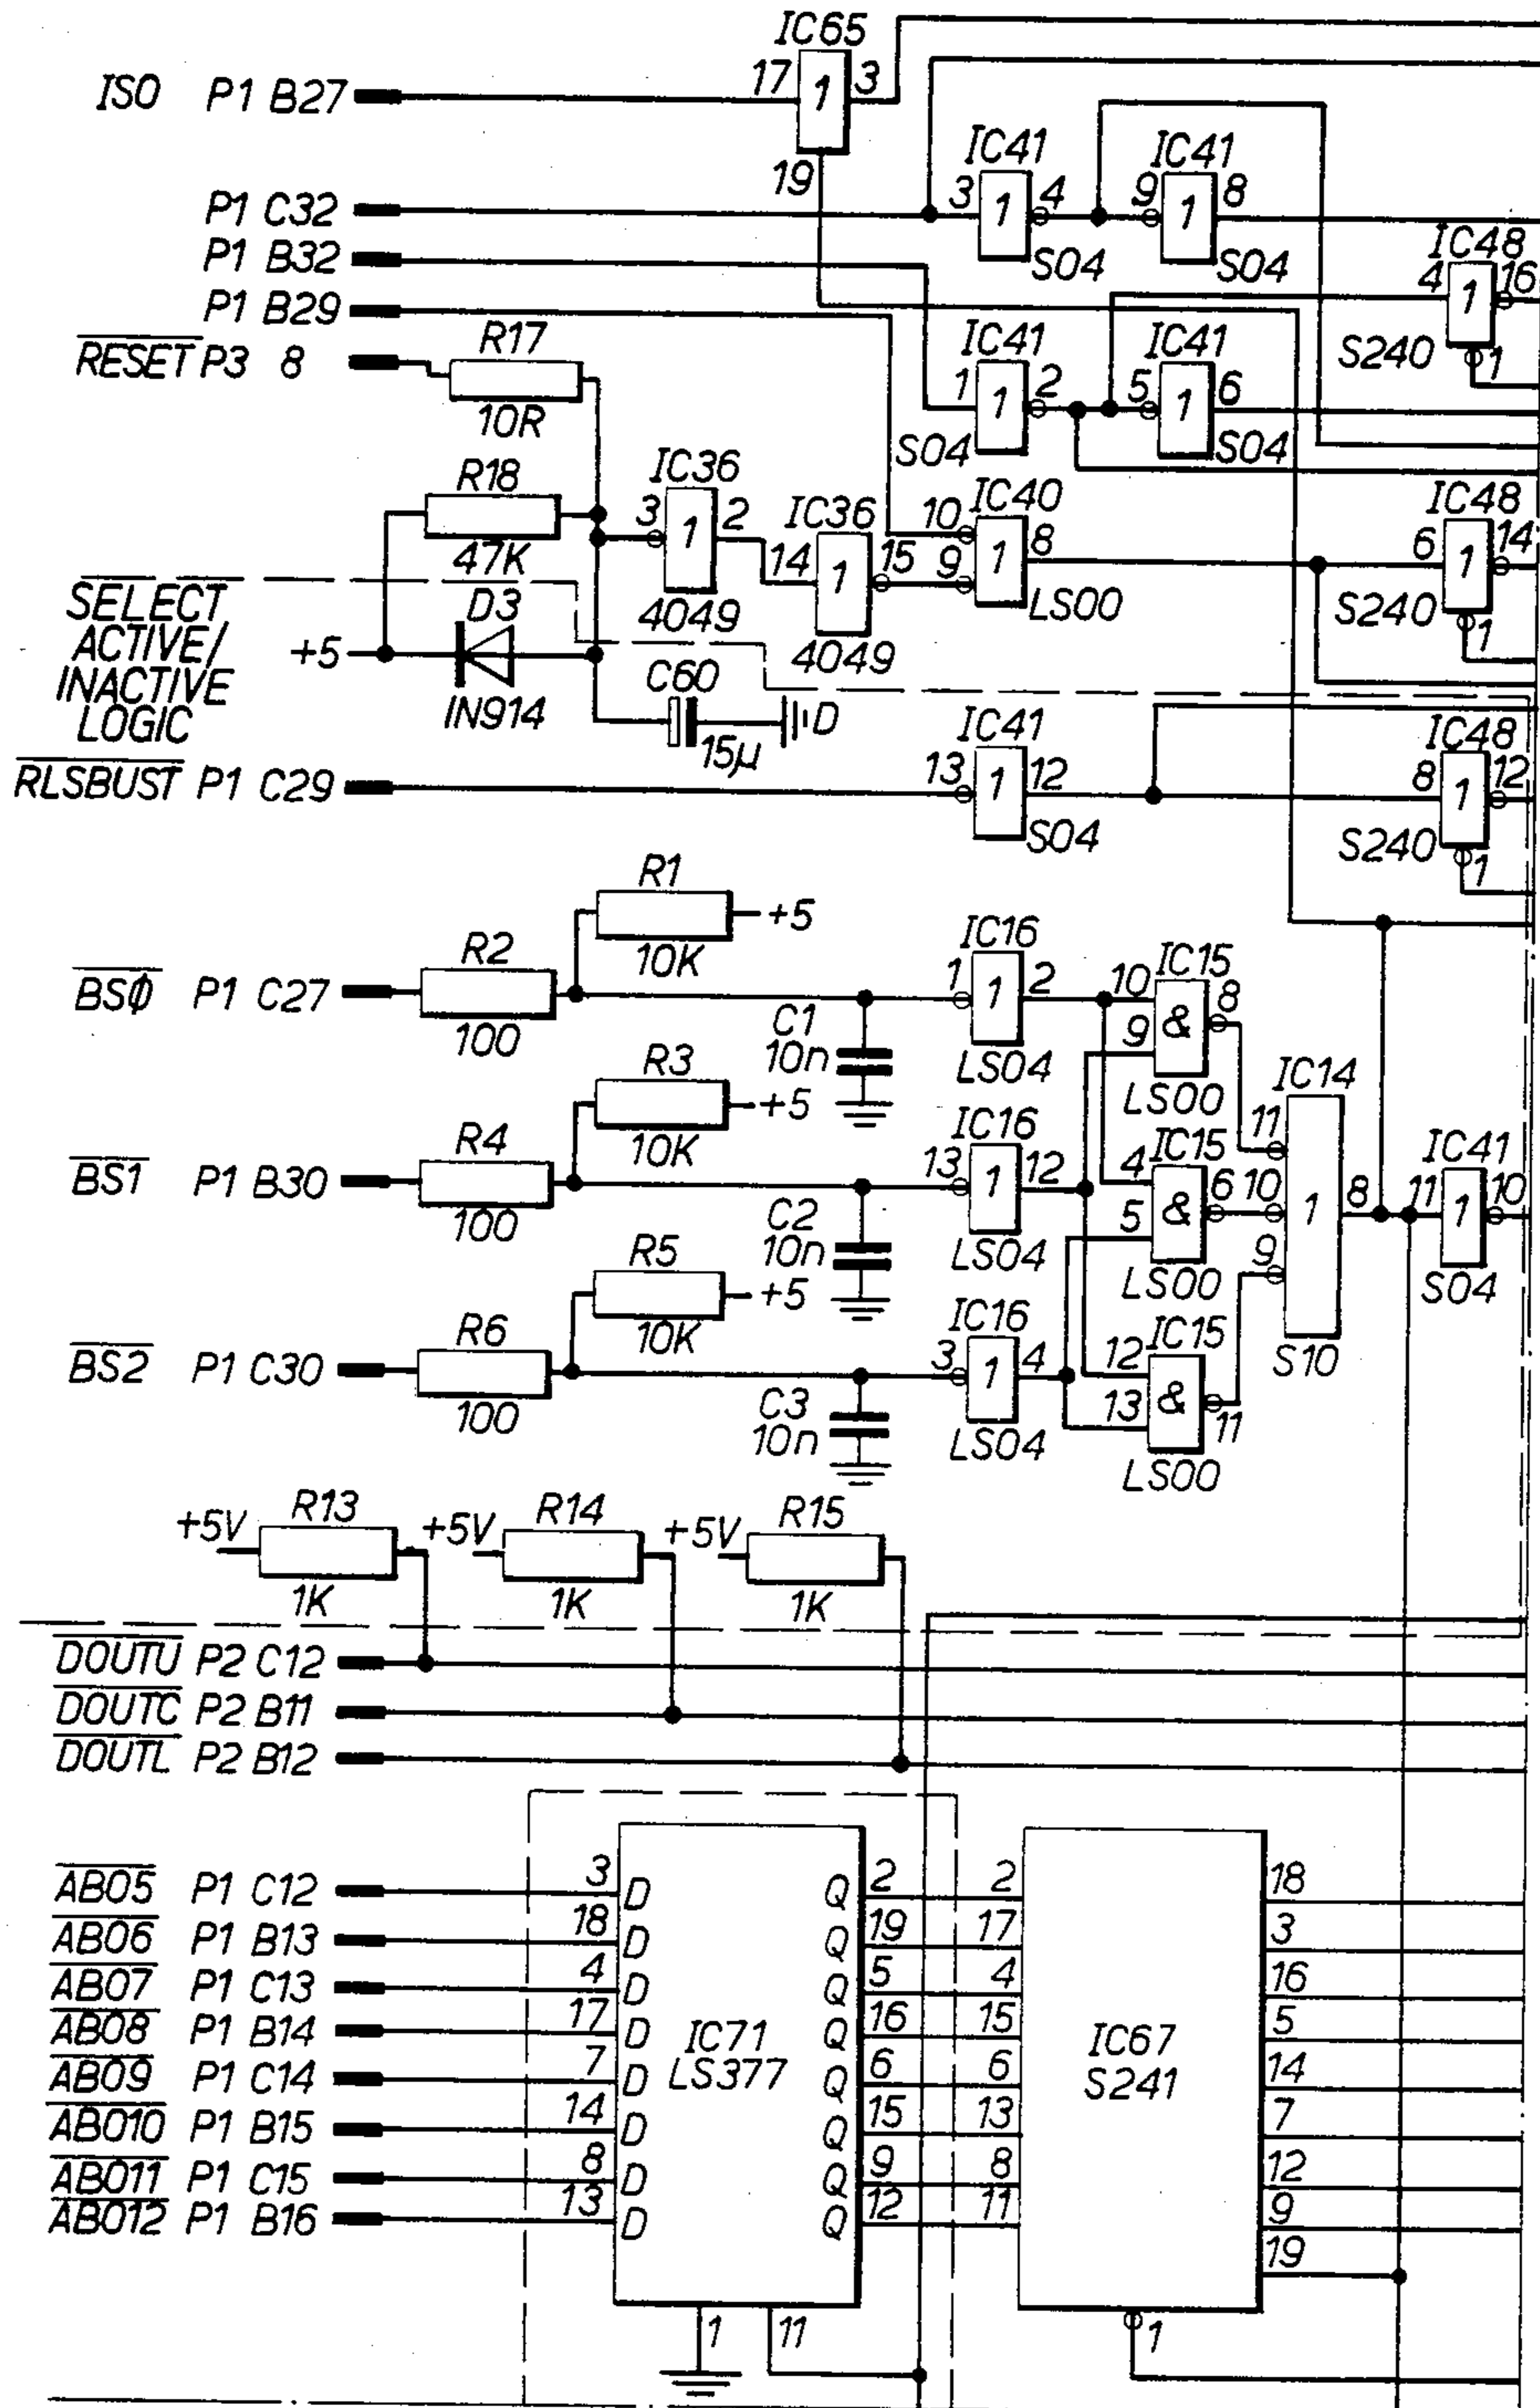 IC65
ISO P1 B27
17 1 3
19
IC41 IC41
P1 C32
3 1 4 9 1 8
S04 S04
P1 B32
IC48
4 1 16
S240 1
P1 B29
RESET P3 8
R17
10R
IC41 IC41
1 1 2 5 1 6
S04 S04
R18
47K
IC36
3 1 2
4049
IC36
14 1 15
4049
IC40
10 9 1 8
LS00
IC48
6 1 14
S240 1
SELECT
ACTIVE/
INACTIVE
LOGIC
+5
D3
IN914
C60
15μ
D
RLSBUST P1 C29
IC41
13 1 12
S04
IC48
8 1 12
S240 1
R1
+5
10K
BSØ P1 C27
R2
100
C1
10n
IC16
1 1 2
LS04
IC15
10 9 & 8
LS00
R3
+5
10K
BS1 P1 B30
R4
100
C2
10n
IC16
13 1 12
LS04
IC15
4 5 & 6
LS00
IC14
11 10 9 1 8
S10
IC41
11 1 10
S04
R5
+5
10K
BS2 P1 C30
R6
100
C3
10n
IC16
3 1 4
LS04
IC15
12 13 & 11
LS00
+5V R13 +5V R14 +5V R15
1K 1K 1K
DOUTU P2 C12
DOUTC P2 B11
DOUTL P2 B12
AB05 P1 C12 3 D Q 2 2 18
AB06 P1 B13 18 D Q 19 17 3
AB07 P1 C13 4 D Q 5 4 16
AB08 P1 B14 17 D Q 16 15 5
AB09 P1 C14 7 D Q 6 6 14
AB010 P1 B15 14 D Q 15 13 7
AB011 P1 C15 8 D Q 9 8 12
AB012 P1 B16 13 D Q 12 11 9
19
IC71
LS377
IC67
S241
1 11 1